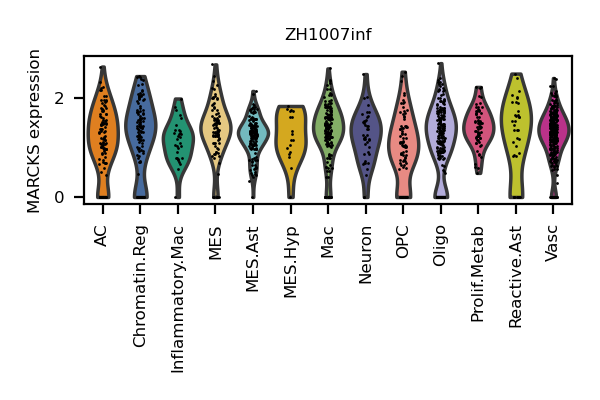 ZH1007inf
MARCKS expression
2
0
AC
Chromatin.Reg
Inflammatory.Mac
MES
MES.Ast
MES.Hyp
Mac
Neuron
OPC
Oligo
Prolif.Metab
Reactive.Ast
Vasc